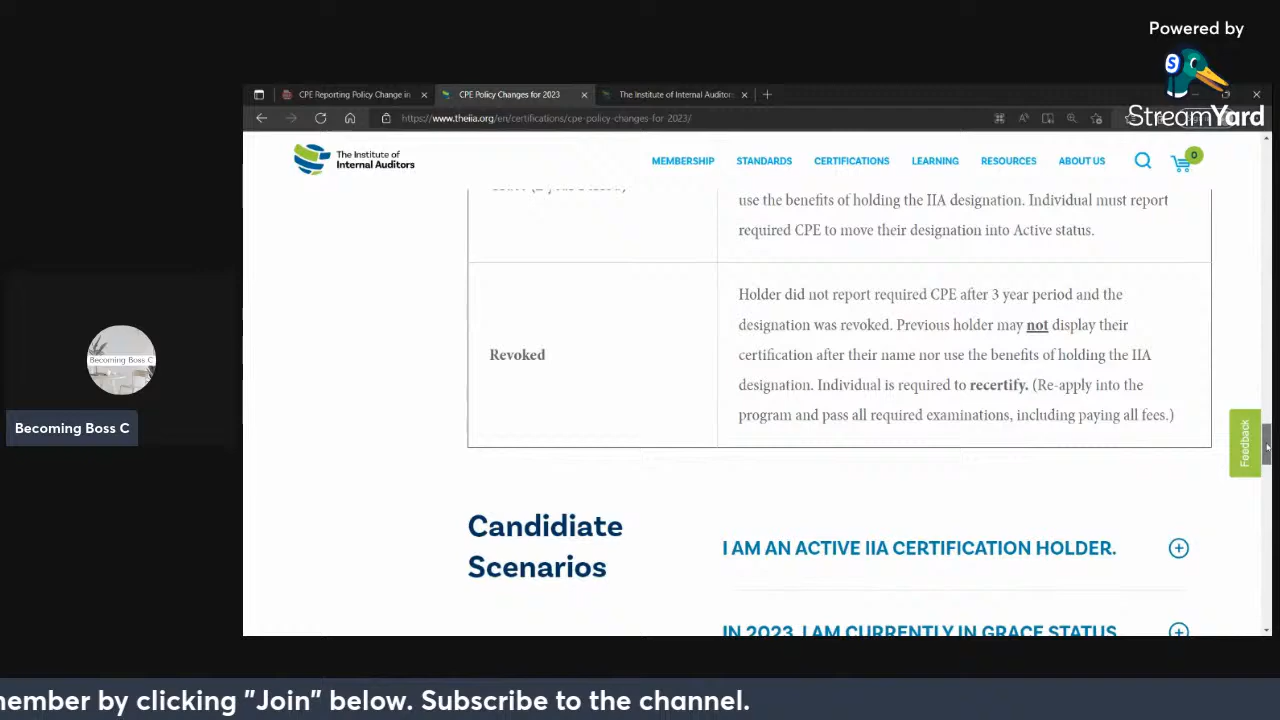 Powered by
StreamYard
CPE Reporting Policy Change in
CPE Policy Changes for 2023
The Institute of Internal Auditors
https://www.theiia.org/en/certifications/cpe-policy-changes-for 2023/
The Institute of
Internal Auditors
MEMBERSHIP
STANDARDS
CERTIFICATIONS
LEARNING
RESOURCES
ABOUT US
0
use the benefits of holding the IIA designation. Individual must report
required CPE to move their designation into Active status.
Revoked
Holder did not report required CPE after 3 year period and the
designation was revoked. Previous holder may not display their
certification after their name nor use the benefits of holding the IIA
designation. Individual is required to recertify. (Re-apply into the
program and pass all required examinations, including paying all fees.)
Feedback
Candidiate
Scenarios
I AM AN ACTIVE IIA CERTIFICATION HOLDER.
IN 2023, I AM CURRENTLY IN GRACE STATUS
Becoming Boss C
Becoming Boss C
member by clicking "Join" below. Subscribe to the channel.